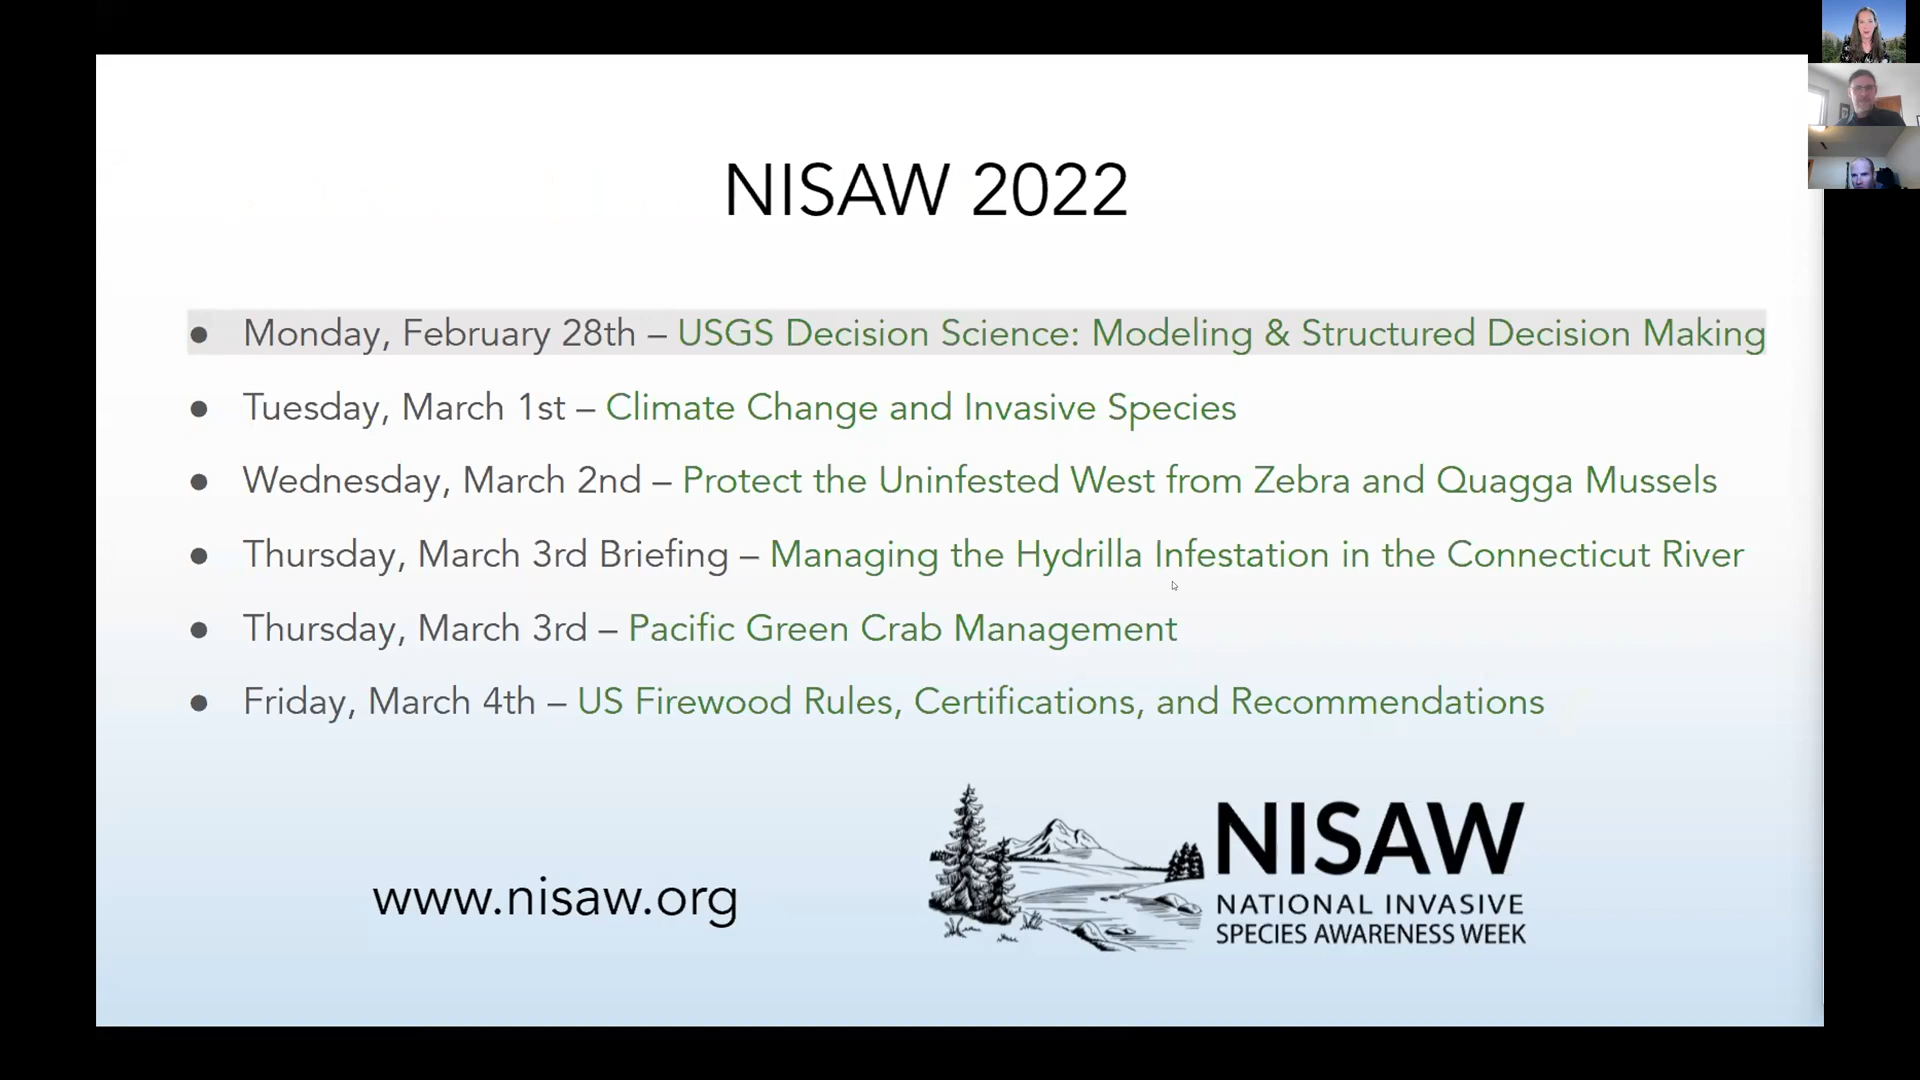 NISAW 2022
● Monday, February 28th – USGS Decision Science: Modeling & Structured Decision Making
● Tuesday, March 1st – Climate Change and Invasive Species
● Wednesday, March 2nd – Protect the Uninfested West from Zebra and Quagga Mussels
● Thursday, March 3rd Briefing – Managing the Hydrilla Infestation in the Connecticut River
● Thursday, March 3rd – Pacific Green Crab Management
● Friday, March 4th – US Firewood Rules, Certifications, and Recommendations
www.nisaw.org
NISAW
NATIONAL INVASIVE
SPECIES AWARENESS WEEK